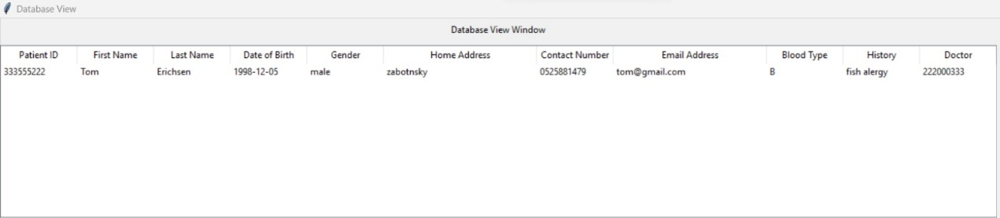 Database View
Database View Window
Patient ID First Name Last Name Date of Birth Gender Home Address Contact Number Email Address Blood Type History Doctor
333555222 Tom Erichsen 1998-12-05 male zabotnsky 0525881479 tom@gmail.com B fish alergy 222000333